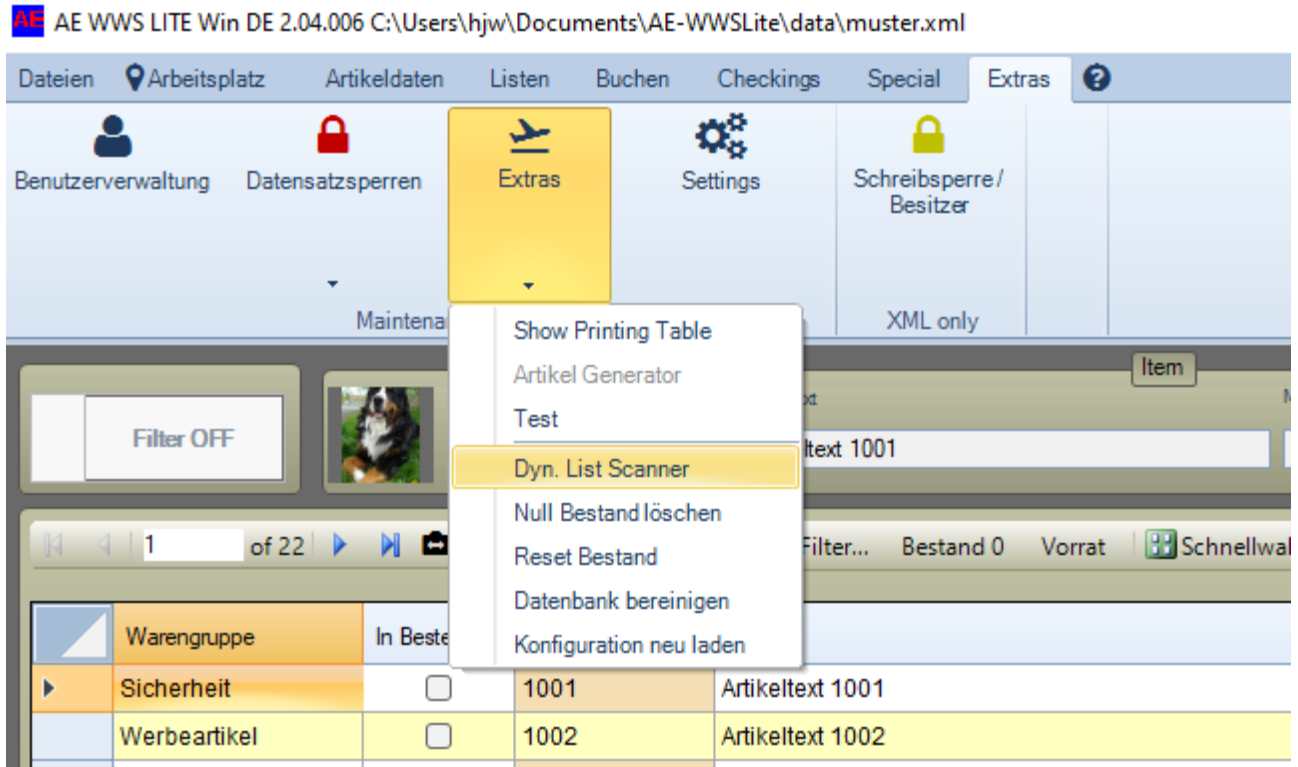 AE AE WWS LITE Win DE 2.04.006 C:\Users\hjw\Documents\AE-WWSLite\data\muster.xml
Dateien Arbeitsplatz Artikeldaten Listen Buchen Checkings Special Extras ?
Benutzerverwaltung Datensatzsperren Extras Settings Schreibsperre /
Besitzer
XML only
Show Printing Table
Artikel Generator
Test
Dyn. List Scanner
Null Bestand löschen
Reset Bestand
Datenbank bereinigen
Konfiguration neu laden
Item
Filter OFF
1001
1 of 22 Filter... Bestand 0 Vorrat
Warengruppe In
Sicherheit 1001 Artikeltext 1001
Werbeartikel 1002 Artikeltext 1002